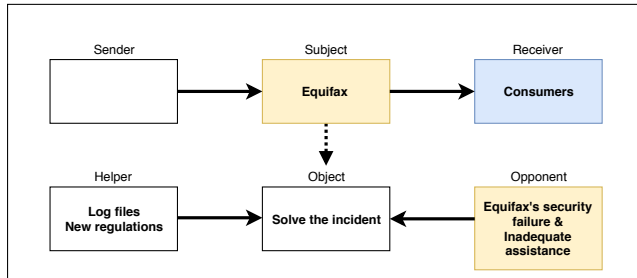 Sender
Subject
Receiver
Equifax
Consumers
Helper
Object
Opponent
Log files
New regulations
Solve the incident
Equifax's security
failure &
Inadequate
assistance